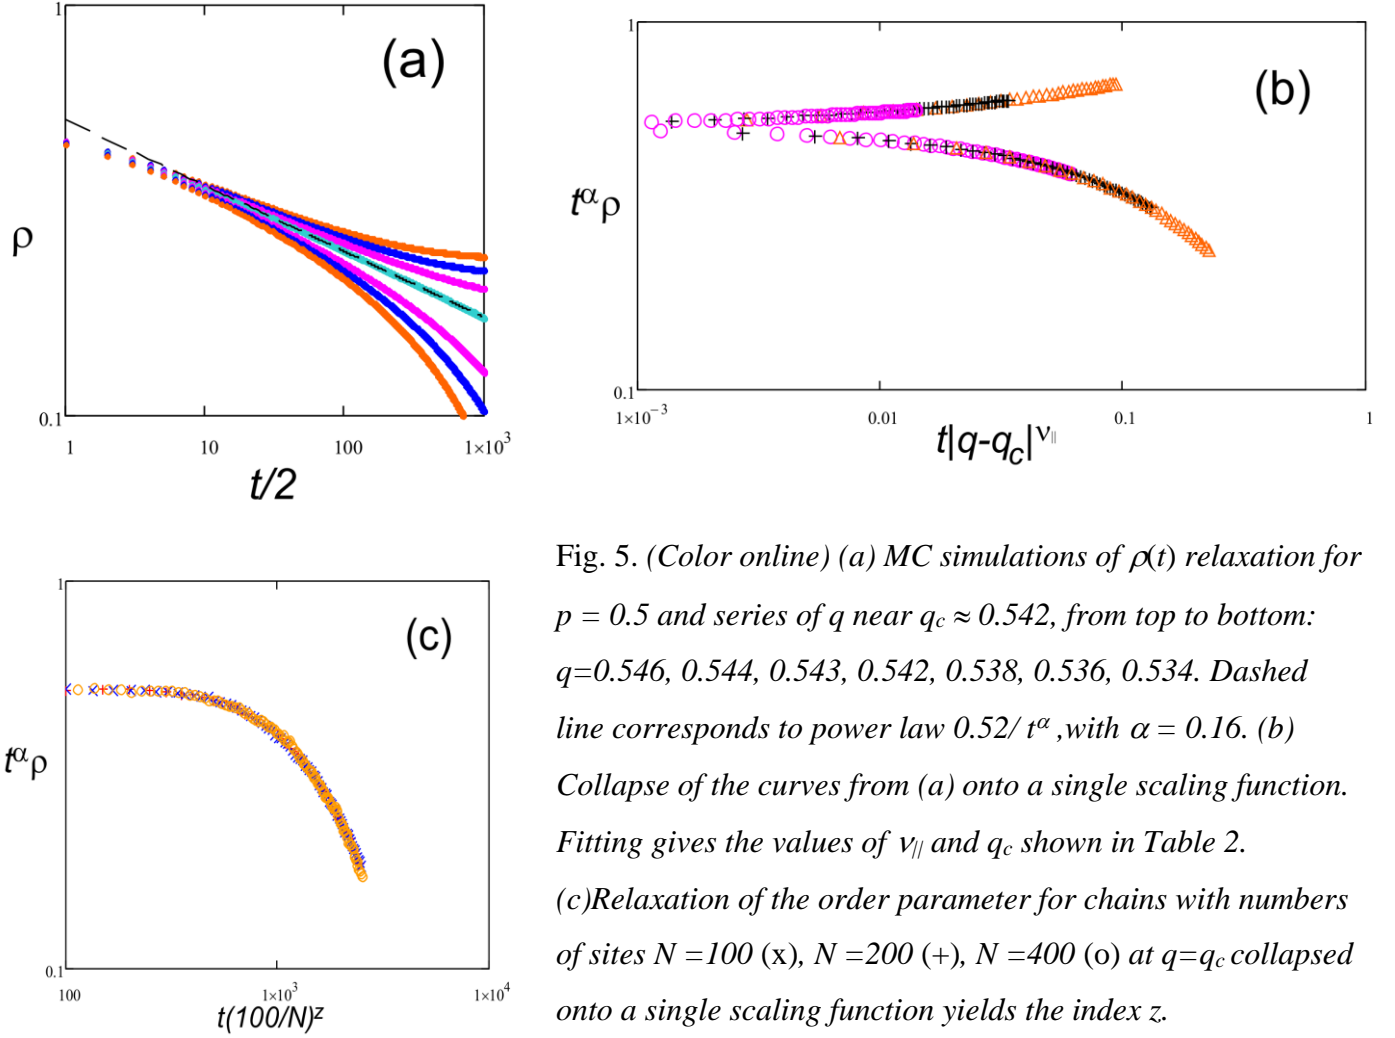 1
(a)
ρ
0.1
1
10
100
1×10³
t/2
1
(b)
tᵅρ
0.1
1×10⁻³
0.01
0.1
1
t|q-q_c|^ν||
1
(c)
tᵅρ
0.1
100
1×10³
1×10⁴
t(100/N)ᶻ
Fig. 5. (Color online) (a) MC simulations of ρ(t) relaxation for
p = 0.5 and series of q near q_c ≈ 0.542, from top to bottom:
q=0.546, 0.544, 0.543, 0.542, 0.538, 0.536, 0.534. Dashed
line corresponds to power law 0.52/ tᵅ ,with α = 0.16. (b)
Collapse of the curves from (a) onto a single scaling function.
Fitting gives the values of ν_// and q_c shown in Table 2.
(c)Relaxation of the order parameter for chains with numbers
of sites N =100 (x), N =200 (+), N =400 (o) at q=q_c collapsed
onto a single scaling function yields the index z.